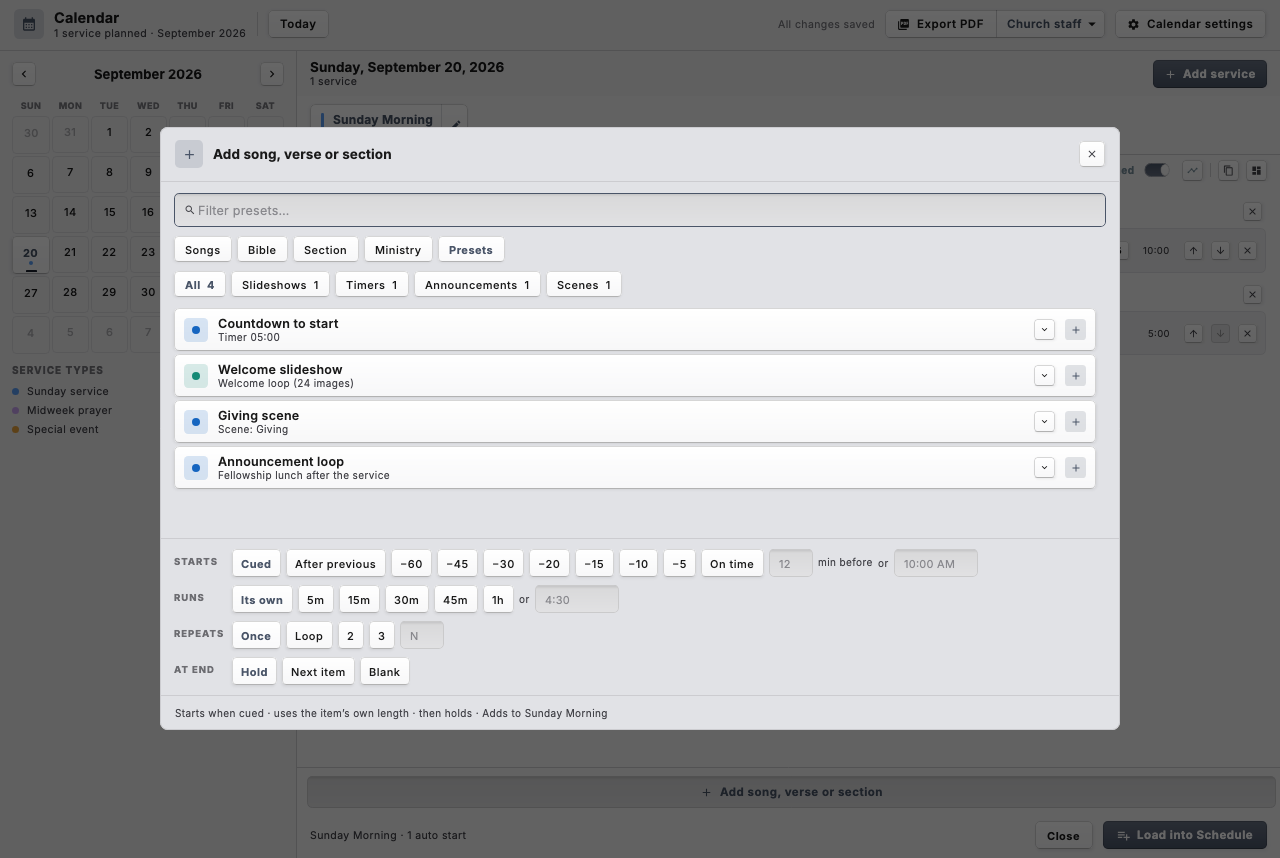 Calendar
1 service planned · September 2026
Today
All changes saved
Export PDF
Church staff
Calendar settings
September 2026
SUN MON TUE WED THU FRI SAT
30 31 1 2
6 7 8 9
13 14 15 16
20 21 22 23
27 28 29 30
4 5 6 7
SERVICE TYPES
Sunday service
Midweek prayer
Special event
Sunday, September 20, 2026
1 service
Add service
Sunday Morning
10:00
5:00
Add song, verse or section
Filter presets...
Songs Bible Section Ministry Presets
All 4 Slideshows 1 Timers 1 Announcements 1 Scenes 1
Countdown to start
Timer 05:00
Welcome slideshow
Welcome loop (24 images)
Giving scene
Scene: Giving
Announcement loop
Fellowship lunch after the service
STARTS Cued After previous −60 −45 −30 −20 −15 −10 −5 On time 12 min before or 10:00 AM
RUNS Its own 5m 15m 30m 45m 1h or 4:30
REPEATS Once Loop 2 3 N
AT END Hold Next item Blank
Starts when cued · uses the item's own length · then holds · Adds to Sunday Morning
Add song, verse or section
Sunday Morning · 1 auto start
Close
Load into Schedule